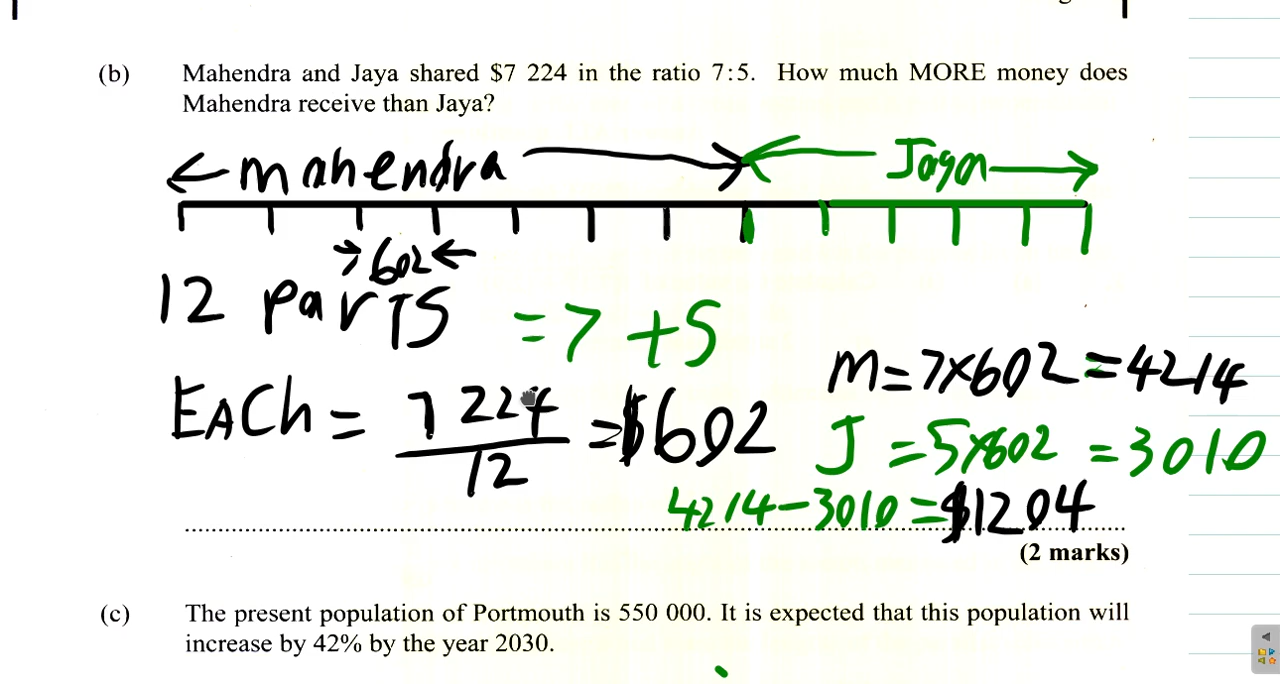 (b) Mahendra and Jaya shared $7 224 in the ratio 7:5. How much MORE money does
Mahendra receive than Jaya?
mahendra Jaya
602
12 parTS = 7 + 5
EACh = 7 224 / 12 = $602
m = 7×602 = 4214
J = 5×602 = 3010
4214 - 3010 = $1204
(2 marks)
(c) The present population of Portmouth is 550 000. It is expected that this population will
increase by 42% by the year 2030.